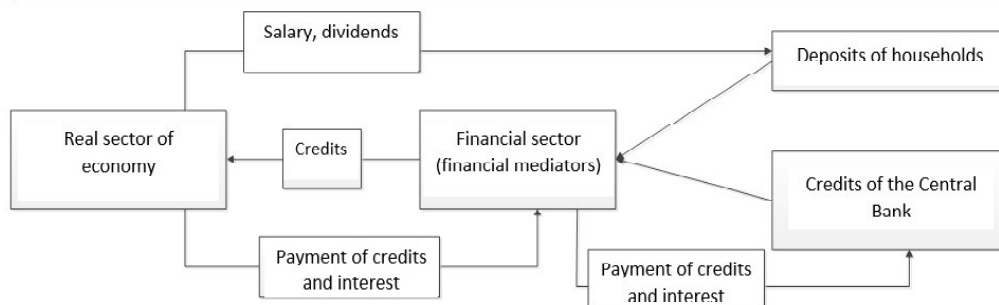 Salary, dividends
Deposits of households
Real sector of
economy
Credits
Financial sector
(financial mediators)
Credits of the Central
Bank
Payment of credits
and interest
Payment of credits
and interest